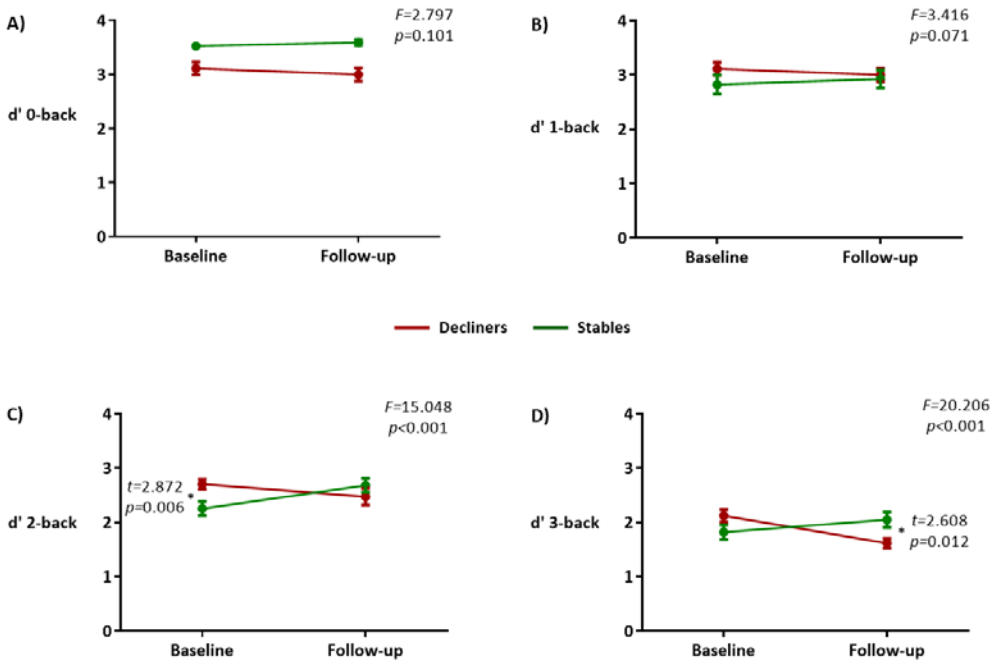 A)
F=2.797
p=0.101
4
3
2
1
0
d' 0-back
Baseline
Follow-up
B)
F=3.416
p=0.071
4
3
2
1
0
d' 1-back
Baseline
Follow-up
Decliners
Stables
C)
F=15.048
p<0.001
4
3
2
1
0
d' 2-back
t=2.872
p=0.006
*
Baseline
Follow-up
D)
F=20.206
p<0.001
4
3
2
1
0
d' 3-back
*
t=2.608
p=0.012
Baseline
Follow-up